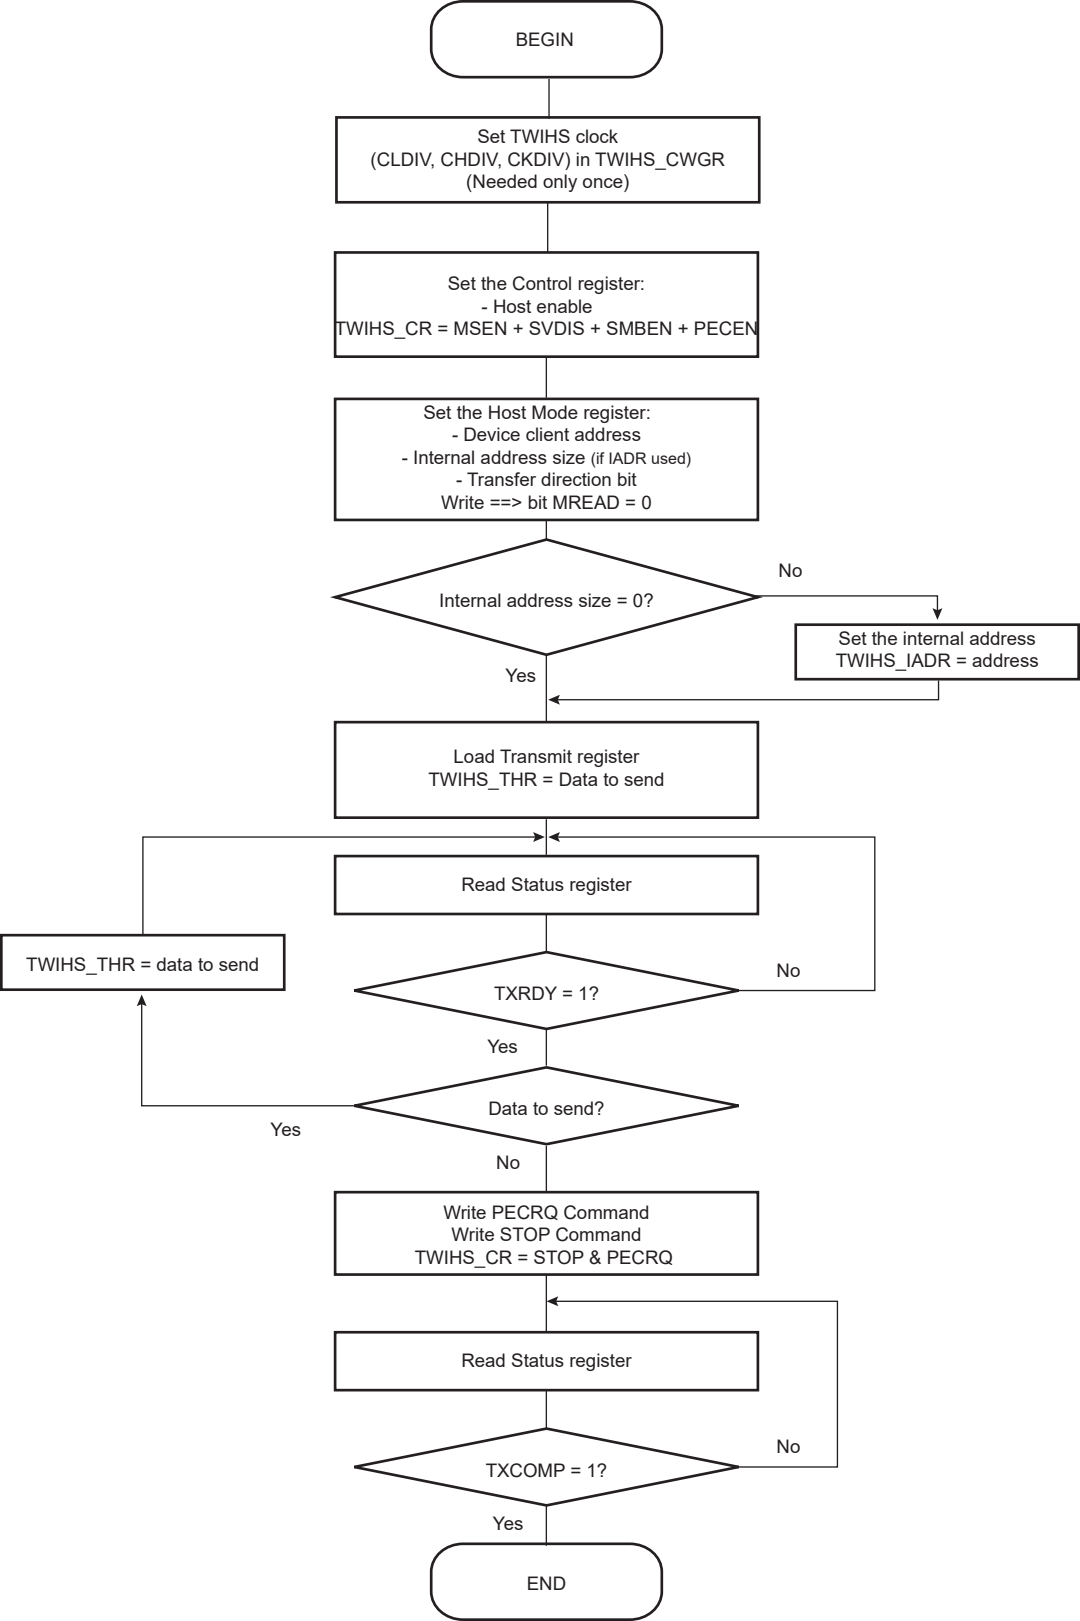 BEGIN
Set TWIHS clock
(CLDIV, CHDIV, CKDIV) in TWIHS_CWGR
(Needed only once)
Set the Control register:
- Host enable
TWIHS_CR = MSEN + SVDIS + SMBEN + PECEN
Set the Host Mode register:
- Device client address
- Internal address size (if IADR used)
- Transfer direction bit
Write ==> bit MREAD = 0
Internal address size = 0?
No
Set the internal address
TWIHS_IADR = address
Yes
Load Transmit register
TWIHS_THR = Data to send
Read Status register
TWIHS_THR = data to send
TXRDY = 1?
No
Yes
Data to send?
Yes
No
Write PECRQ Command
Write STOP Command
TWIHS_CR = STOP & PECRQ
Read Status register
TXCOMP = 1?
No
Yes
END